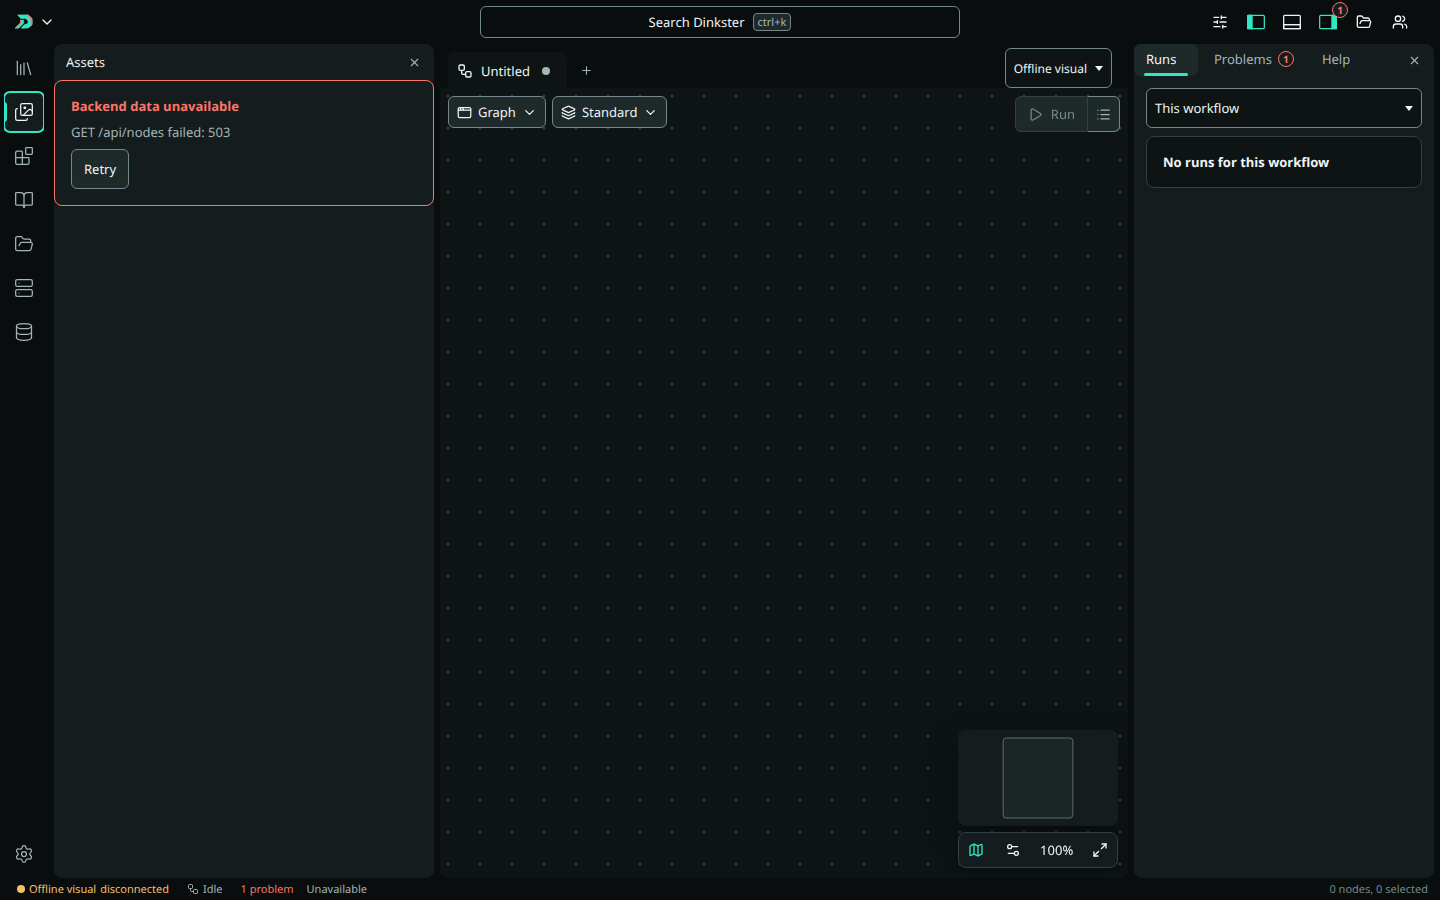 Search Dinkster ctrl+k
1
Assets
Backend data unavailable
GET /api/nodes failed: 503
Retry
Untitled
Offline visual
Graph
Standard
Run
100%
Runs
Problems 1
Help
This workflow
No runs for this workflow
Offline visual disconnected
Idle
1 problem
Unavailable
0 nodes, 0 selected